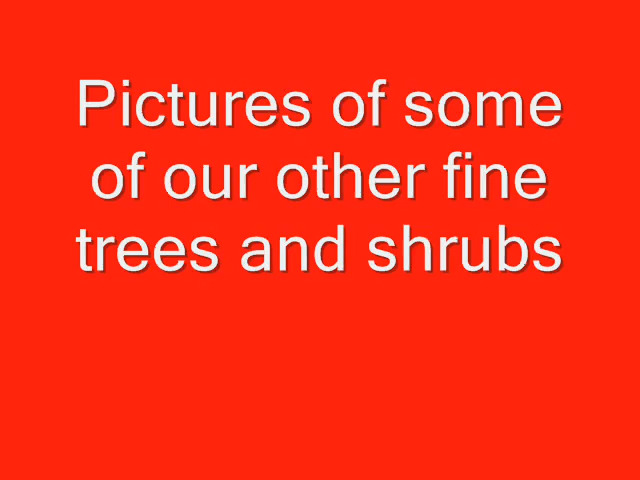 Pictures of some
of our other fine
trees and shrubs